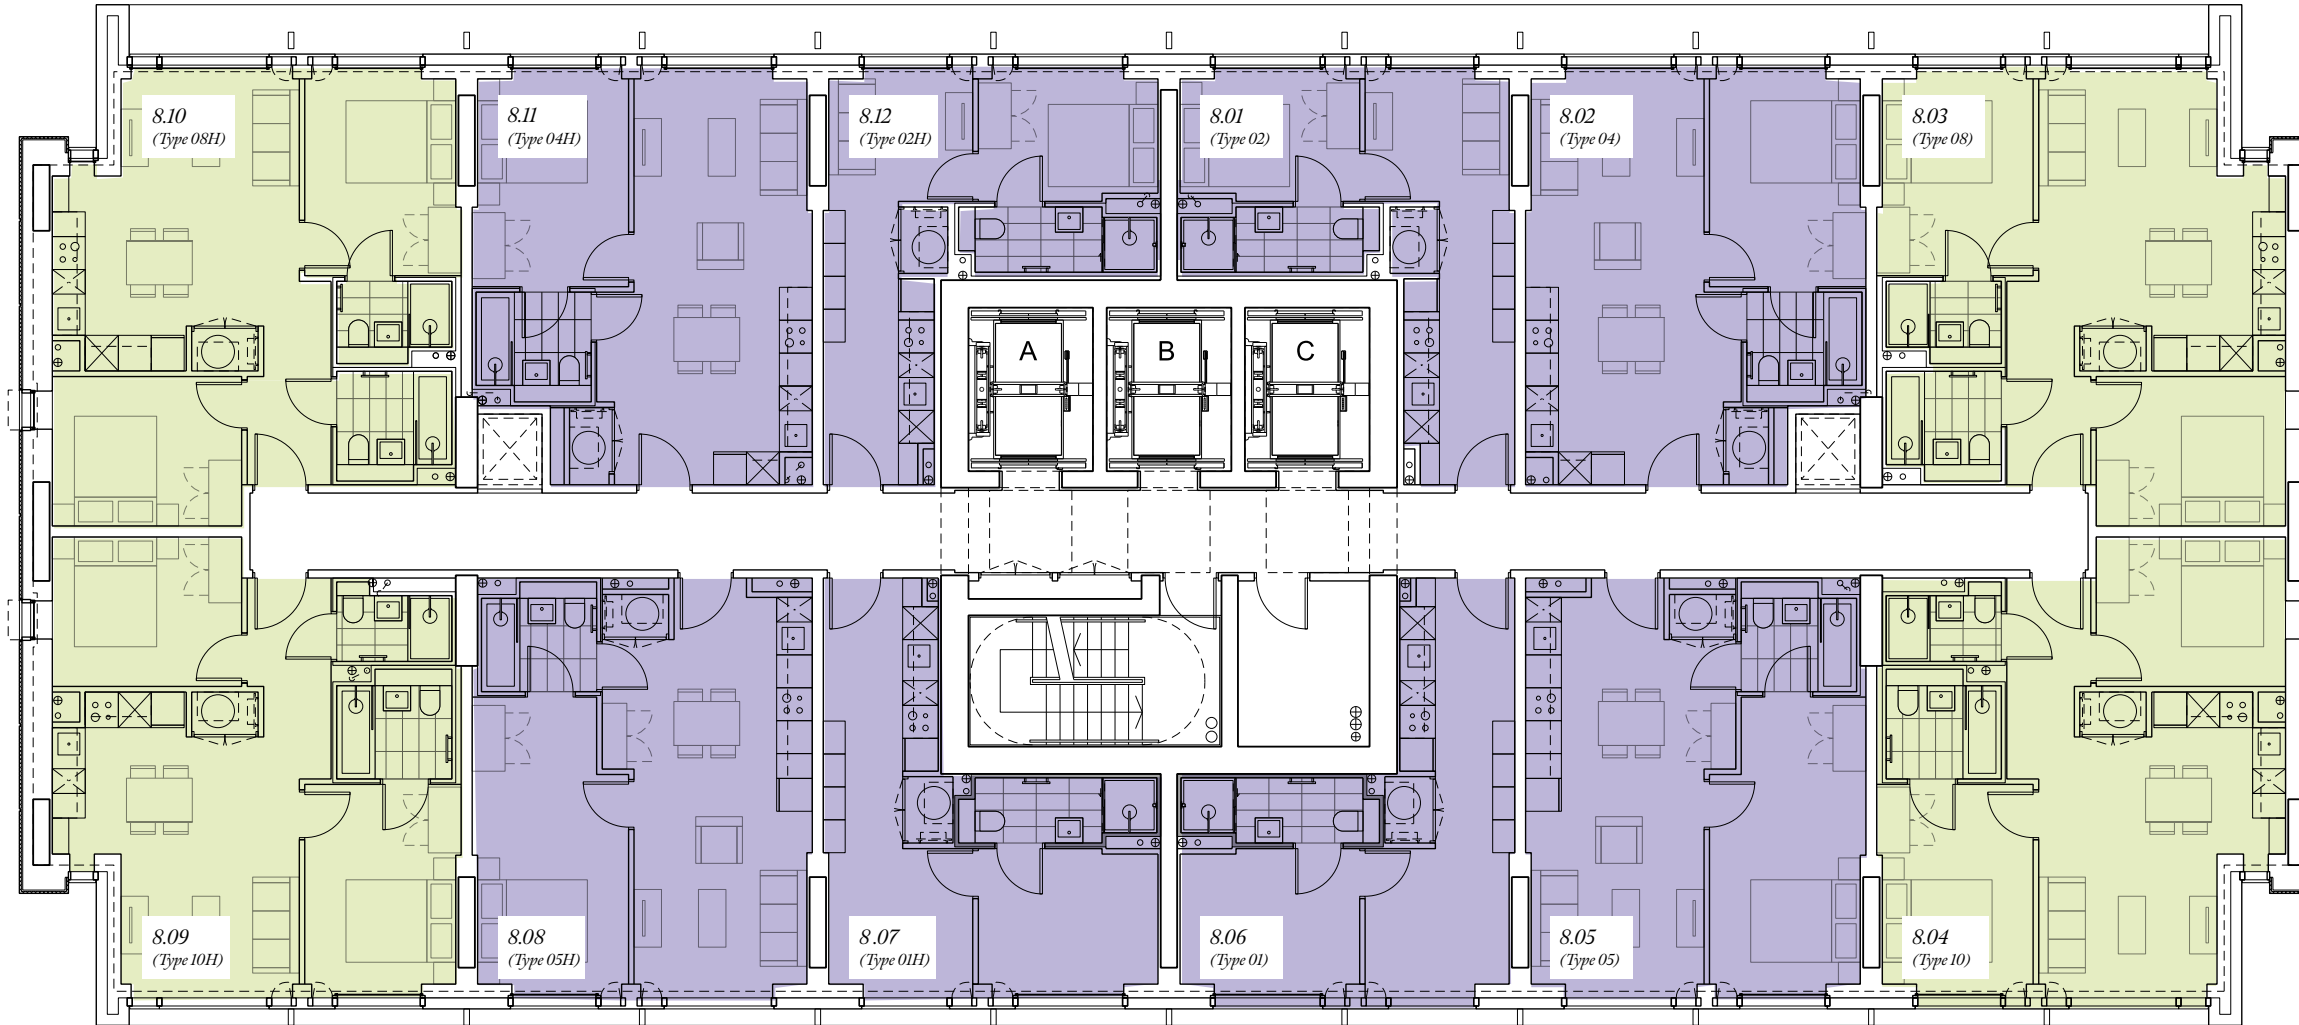 8.10
(Type 08H)
8.11
(Type 04H)
8.12
(Type 02H)
8.01
(Type 02)
8.02
(Type 04)
8.03
(Type 08)
A
B
C
8.09
(Type 10H)
8.08
(Type 05H)
8.07
(Type 01H)
8.06
(Type 01)
8.05
(Type 05)
8.04
(Type 10)